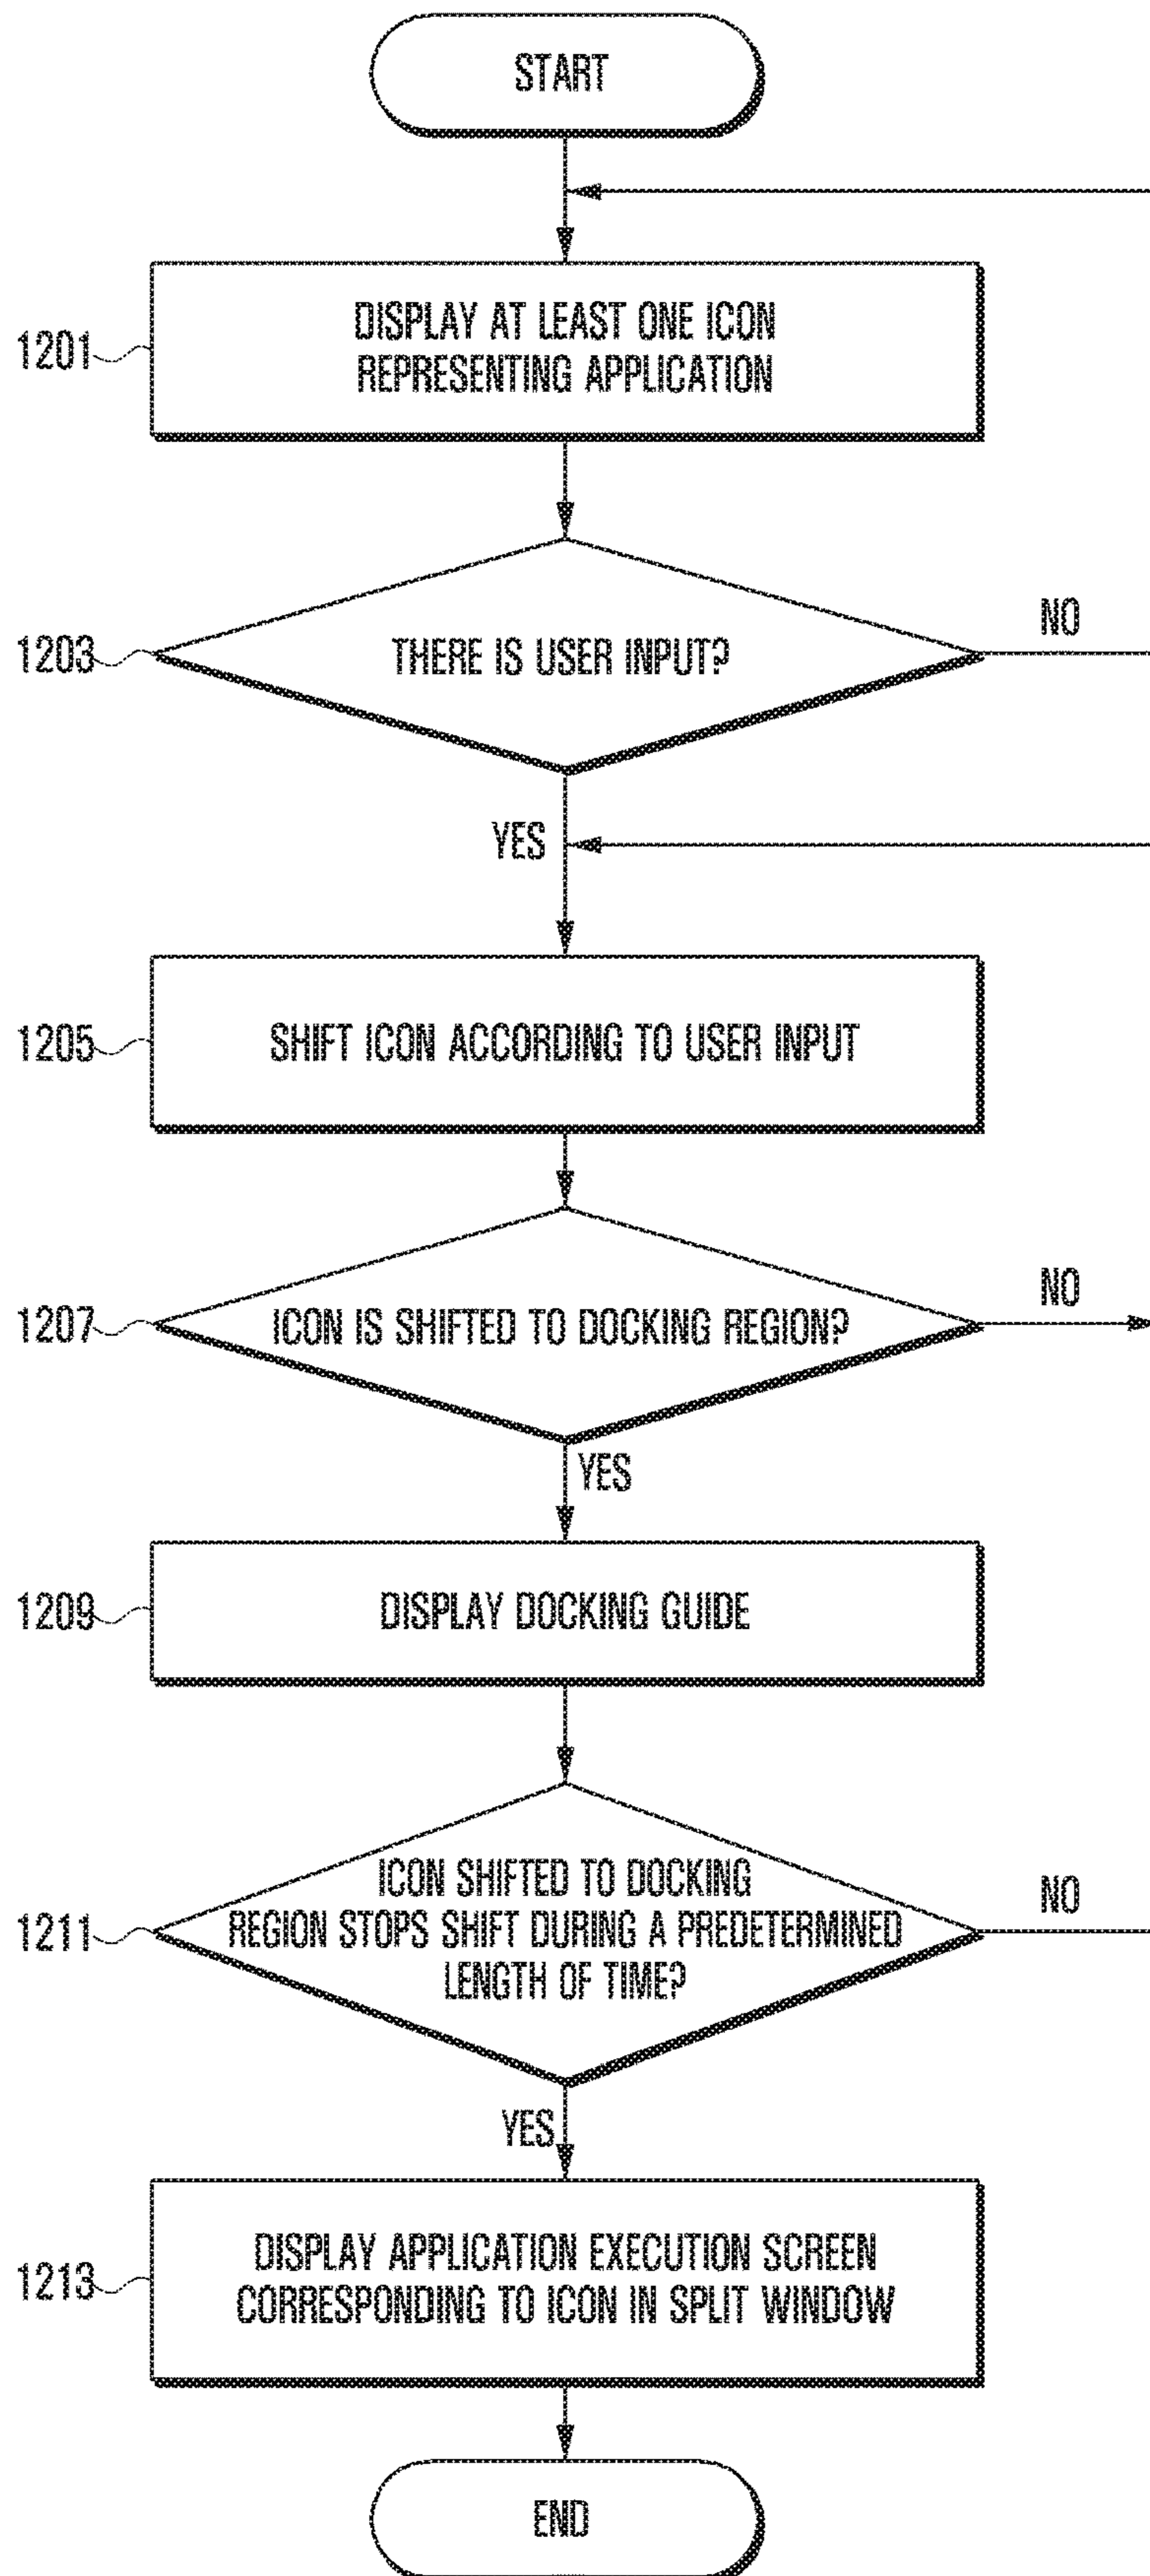 START
DISPLAY AT LEAST ONE ICON
REPRESENTING APPLICATION
1201
THERE IS USER INPUT?
1203
NO
YES
SHIFT ICON ACCORDING TO USER INPUT
1205
ICON IS SHIFTED TO DOCKING REGION?
1207
NO
YES
DISPLAY DOCKING GUIDE
1209
ICON SHIFTED TO DOCKING
REGION STOPS SHIFT DURING A PREDETERMINED
LENGTH OF TIME?
1211
NO
YES
DISPLAY APPLICATION EXECUTION SCREEN
CORRESPONDING TO ICON IN SPLIT WINDOW
1213
END